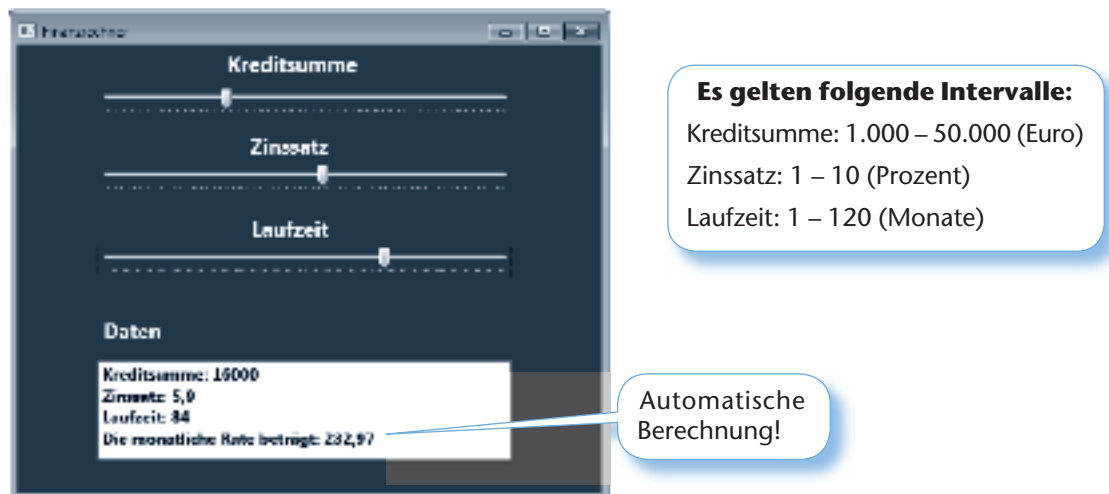 Finanzrechner
Kreditsumme
Zinssatz
Laufzeit
Daten
Kreditsumme: 16000
Zinssatz: 5,9
Laufzeit: 84
Die monatliche Rate beträgt: 232,97
Es gelten folgende Intervalle:
Kreditsumme: 1.000 – 50.000 (Euro)
Zinssatz: 1 – 10 (Prozent)
Laufzeit: 1 – 120 (Monate)
Automatische
Berechnung!